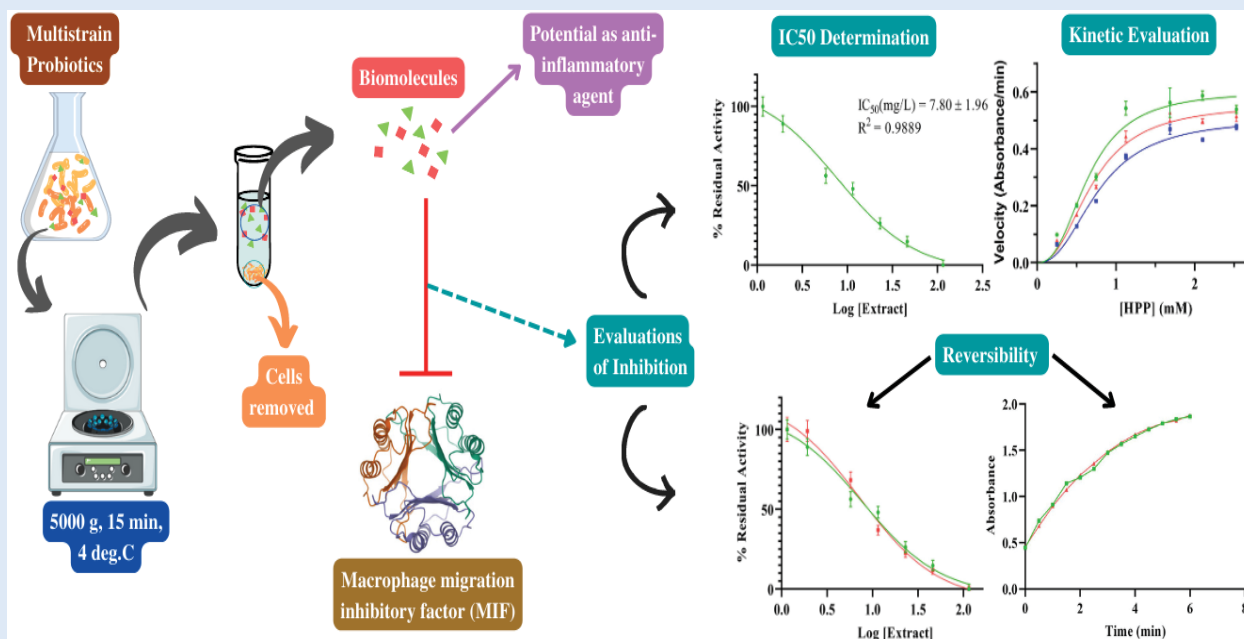 Multistrain
Probiotics
5000 g, 15 min,
4 deg.C
Cells
removed
Biomolecules
Potential as anti-
inflammatory
agent
Macrophage migration
inhibitory factor (MIF)
Evaluations
of Inhibition
IC50 Determination
% Residual Activity
100
50
0
IC50(mg/L) = 7.80 ± 1.96
R2 = 0.9889
0.0 0.5 1.0 1.5 2.0 2.5
Log [Extract]
Kinetic Evaluation
Velocity (Absorbance/min)
0.6
0.4
0.2
0.0
0 1 2
[HPP] (mM)
Reversibility
% Residual Activity
100
50
0
0.0 0.5 1.0 1.5 2.0
Log [Extract]
Absorbance
2.0
1.5
1.0
0.5
0.0
0 2 4 6 8
Time (min)